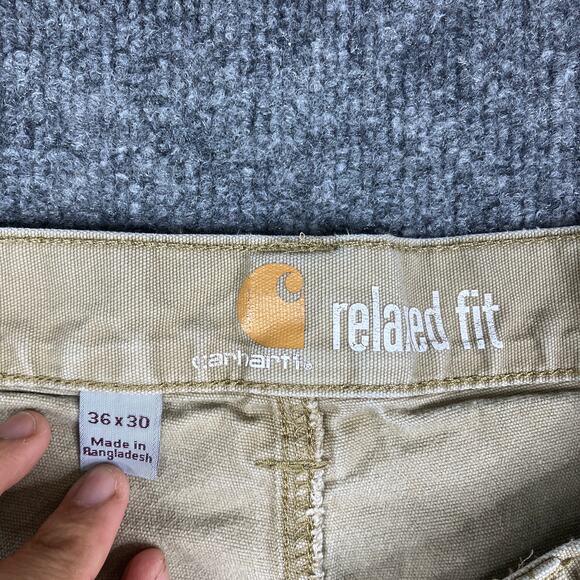 carhartt®
relaxed fit
36 x 30
Made in
Bangladesh